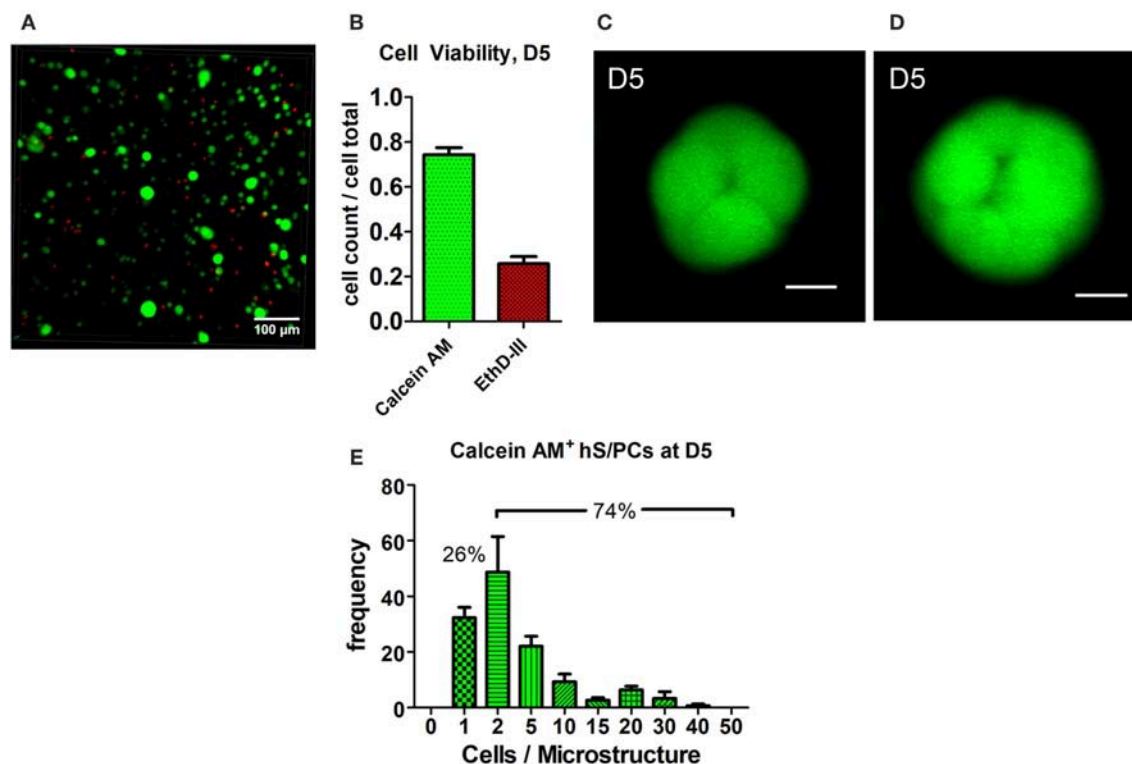 A
100 µm
B
Cell Viability, D5
cell count / cell total
1.0
0.8
0.6
0.4
0.2
0.0
Calcein AM
EthD-III
C
D5
D
D5
E
Calcein AM+ hS/PCs at D5
frequency
80
60
40
20
0
26%
74%
0 1 2 5 10 15 20 30 40 50
Cells / Microstructure